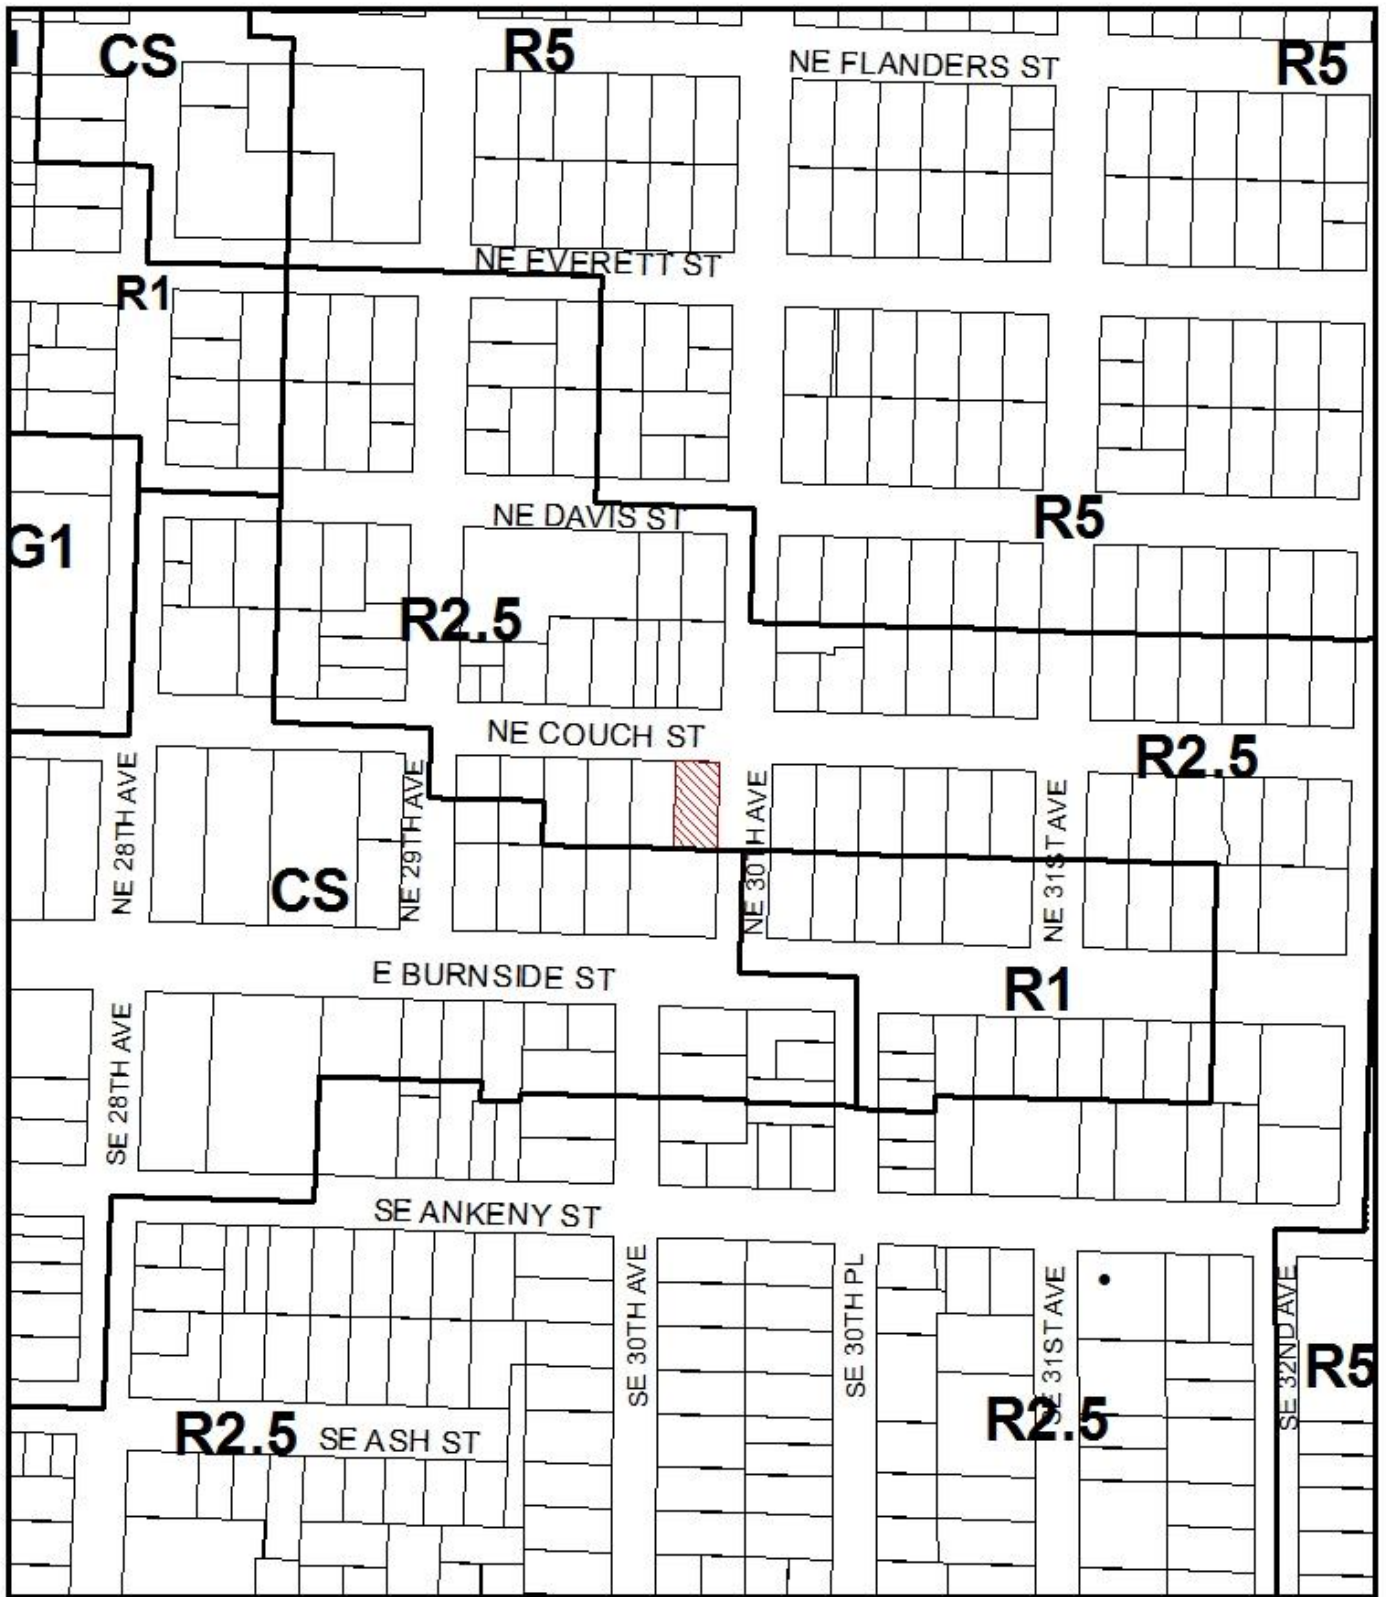 CS
R5
NE FLANDERS ST
R5
NE EVERETT ST
R1
NE DAVIS ST
R5
G1
R2.5
NE COUCH ST
R2.5
NE 28TH AVE
NE 29TH AVE
NE 30TH AVE
NE 31ST AVE
CS
E BURNSIDE ST
R1
SE 28TH AVE
SE ANKENY ST
SE 30TH AVE
SE 30TH PL
SE 31ST AVE
SE 32ND AVE
R5
R2.5
R2.5
SE ASH ST